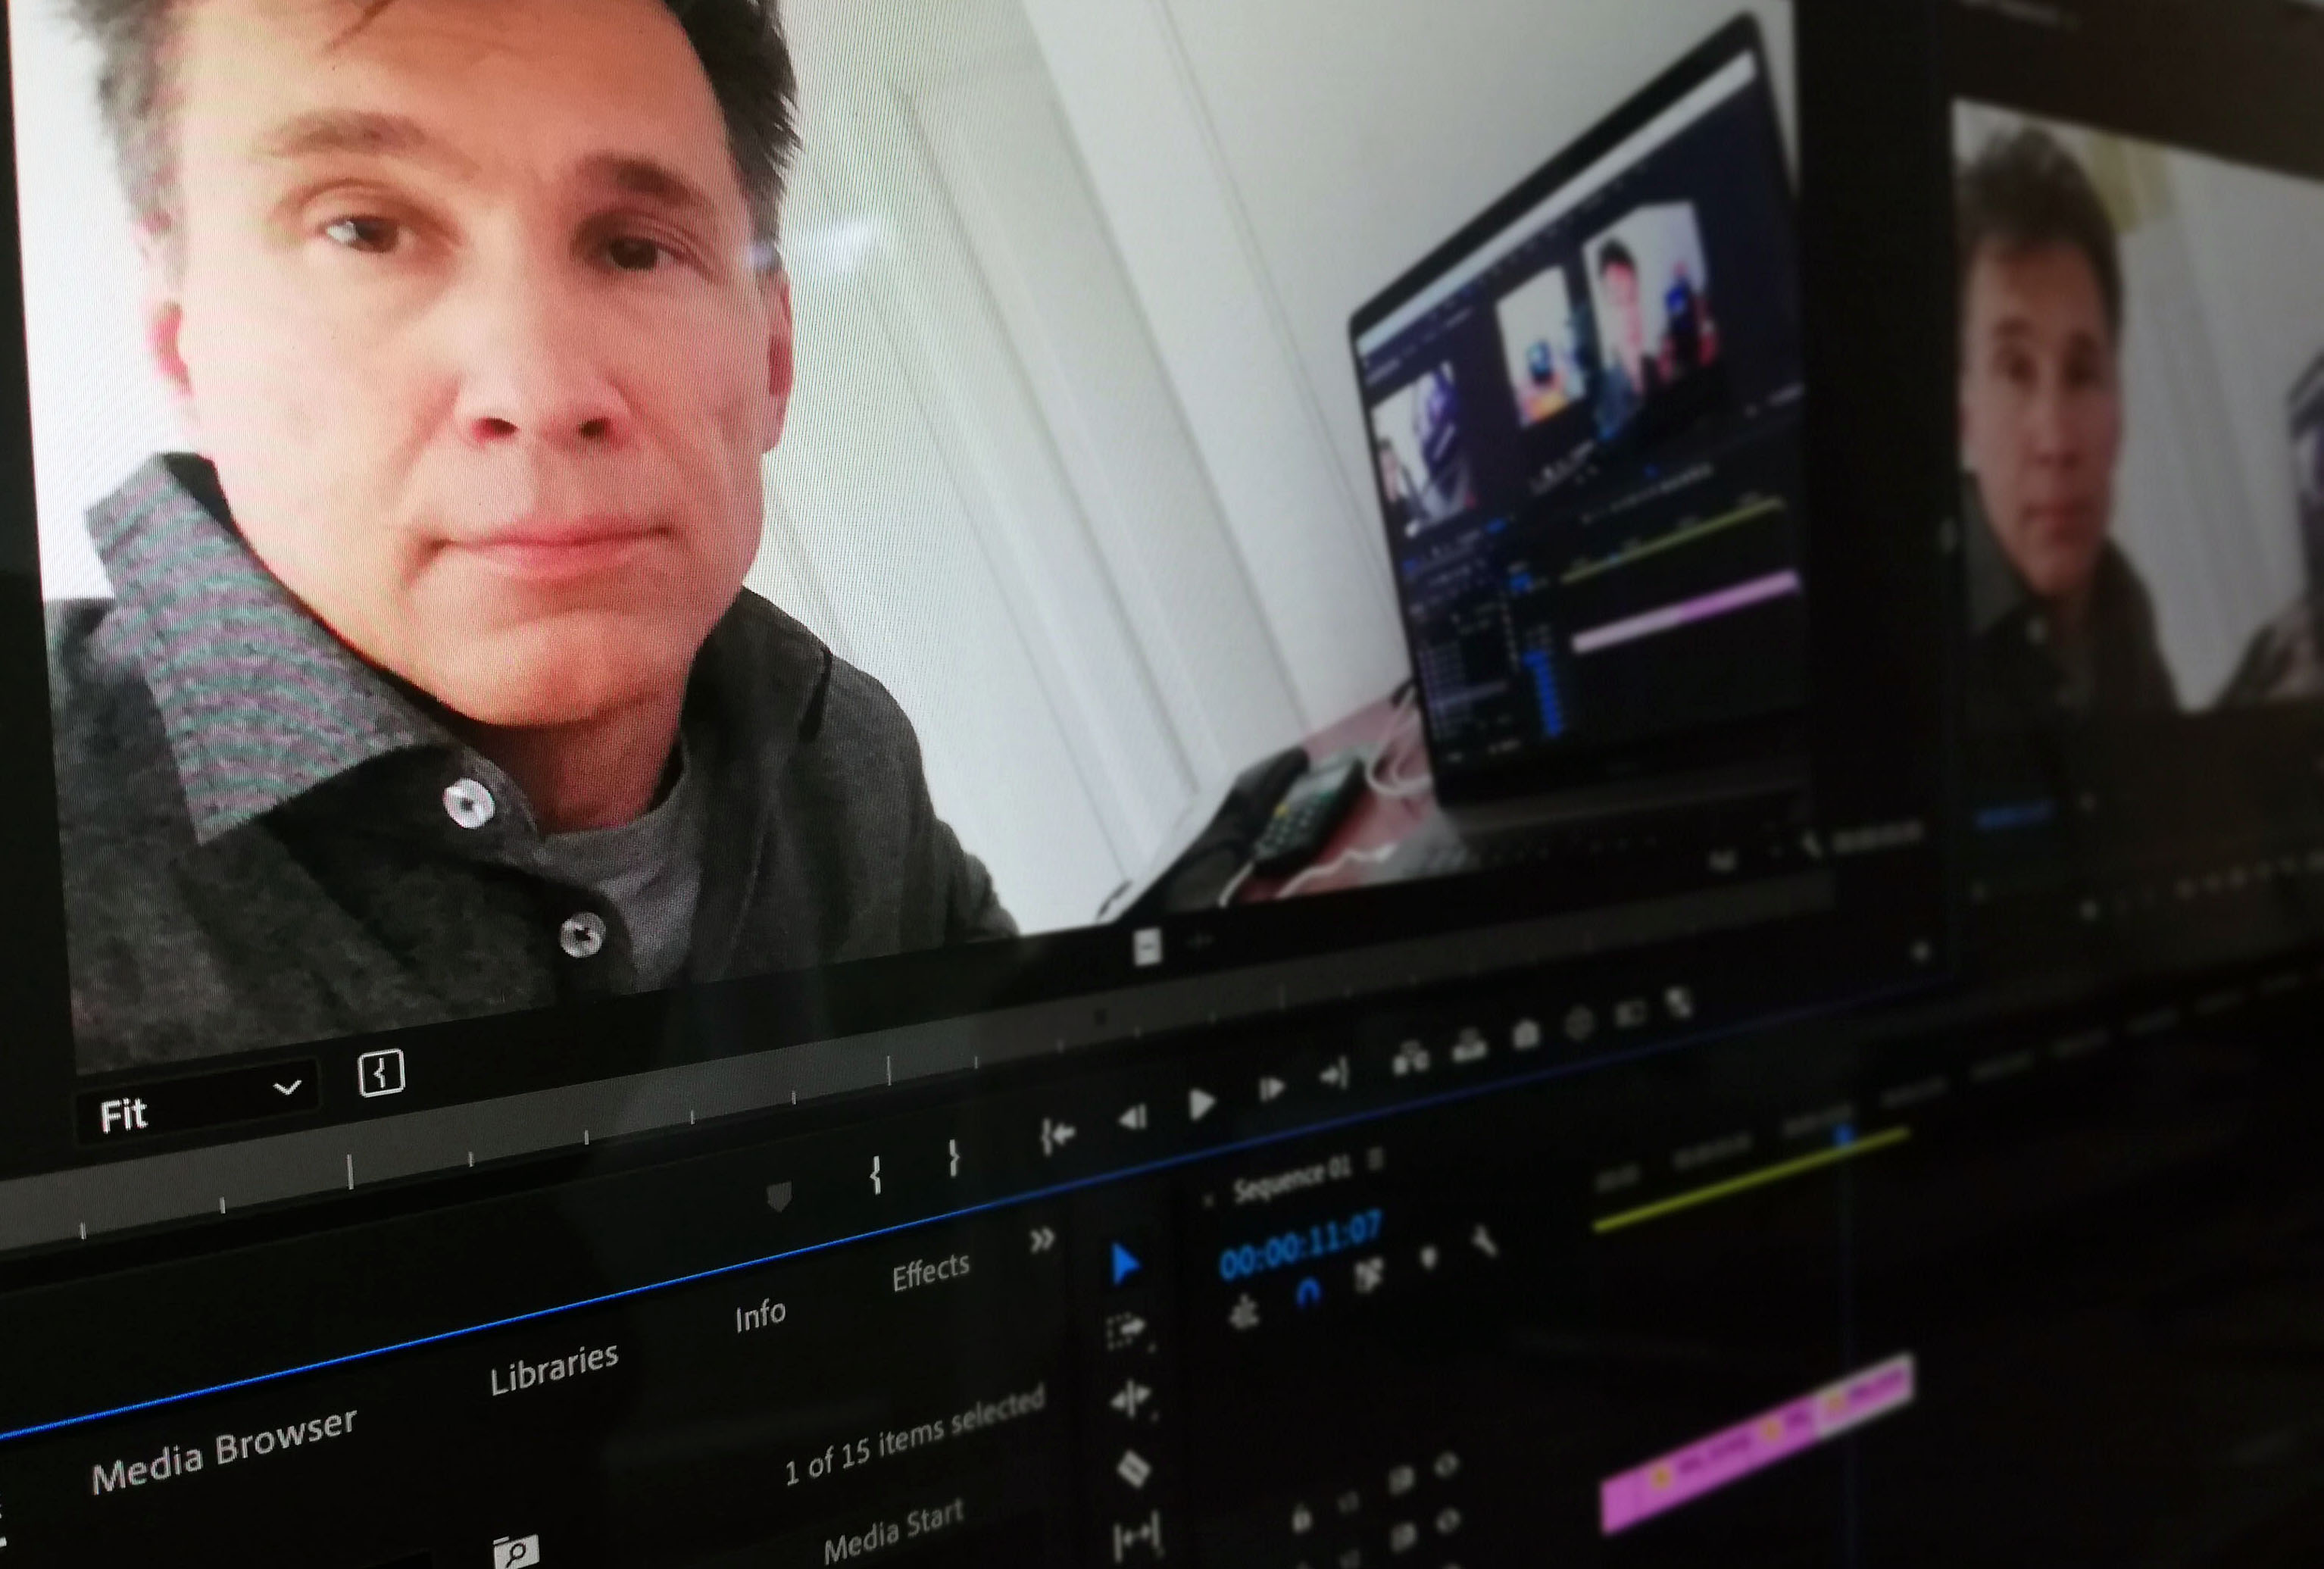 Fit
Sequence 01
00:00:11:07
Media Browser
Libraries
Info
Effects
1 of 15 items selected
Media Start